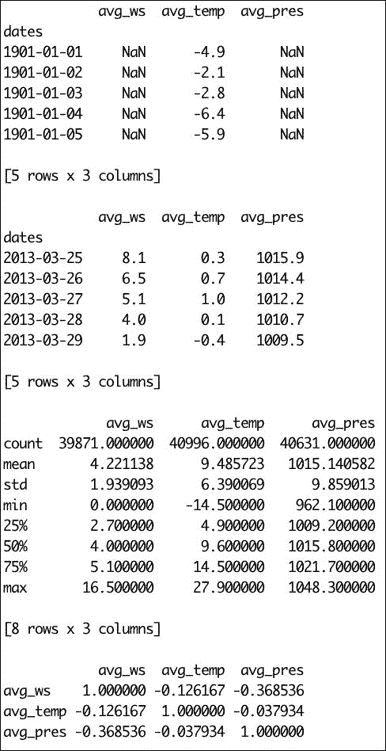 avg_ws  avg_temp  avg_pres
dates
1901-01-01     NaN      -4.9       NaN
1901-01-02     NaN      -2.1       NaN
1901-01-03     NaN      -2.8       NaN
1901-01-04     NaN      -6.4       NaN
1901-01-05     NaN      -5.9       NaN
[5 rows x 3 columns]
            avg_ws  avg_temp  avg_pres
dates
2013-03-25     8.1       0.3    1015.9
2013-03-26     6.5       0.7    1014.4
2013-03-27     5.1       1.0    1012.2
2013-03-28     4.0       0.1    1010.7
2013-03-29     1.9      -0.4    1009.5
[5 rows x 3 columns]
             avg_ws      avg_temp      avg_pres
count  39871.000000  40996.000000  40631.000000
mean       4.221138      9.485723   1015.140582
std        1.939093      6.390069      9.859013
min        0.000000    -14.500000    962.100000
25%        2.700000      4.900000   1009.200000
50%        4.000000      9.600000   1015.800000
75%        5.100000     14.500000   1021.700000
max       16.500000     27.900000   1048.300000
[8 rows x 3 columns]
            avg_ws  avg_temp  avg_pres
avg_ws    1.000000 -0.126167 -0.368536
avg_temp -0.126167  1.000000 -0.037934
avg_pres -0.368536 -0.037934  1.000000